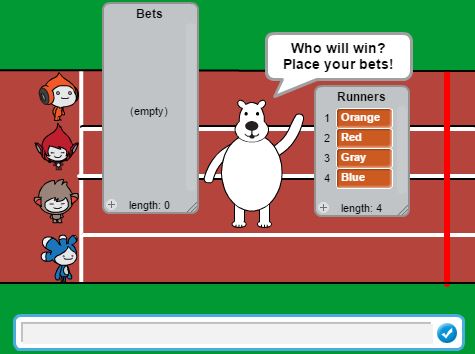 Bets
(empty)
+ length: 0
Who will win?
Place your bets!
Runners
1 Orange
2 Red
3 Gray
4 Blue
+ length: 4